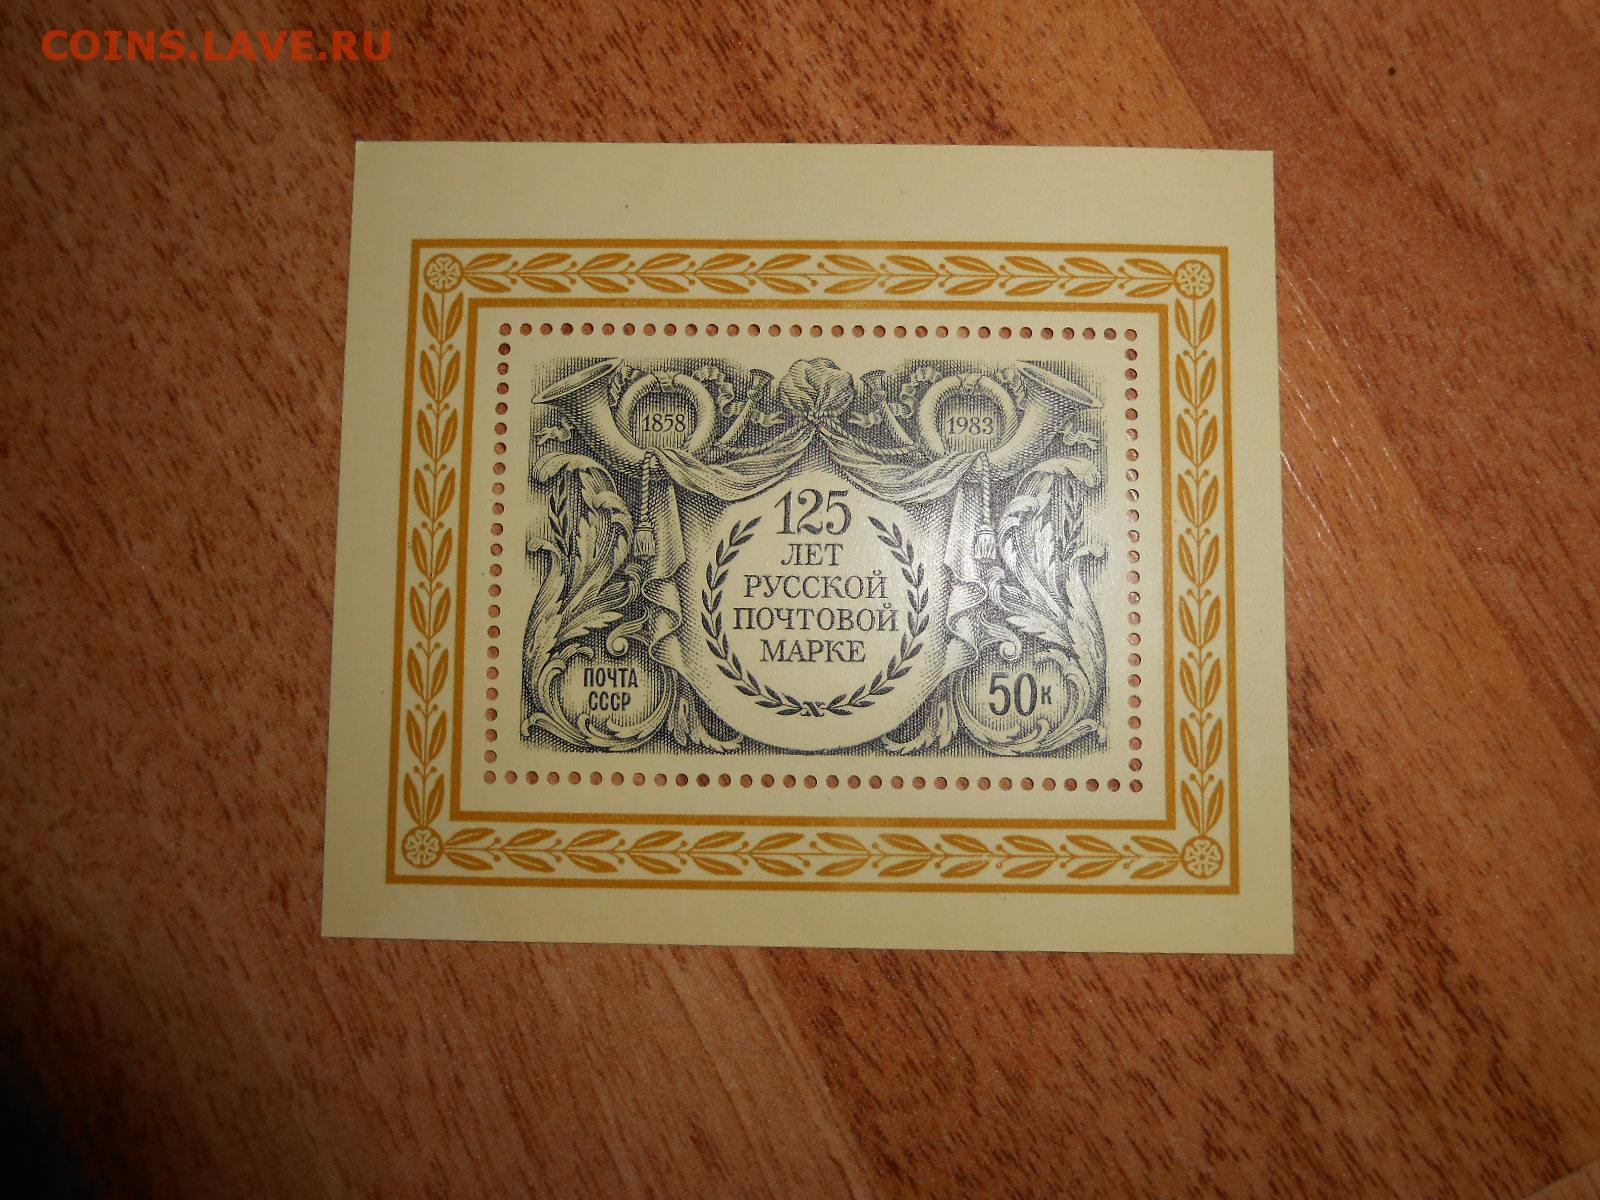 COINS.LAVE.RU
1858
1983
125
ЛЕТ
РУССКОЙ
ПОЧТОВОЙ
МАРКЕ
ПОЧТА
СССР
50к